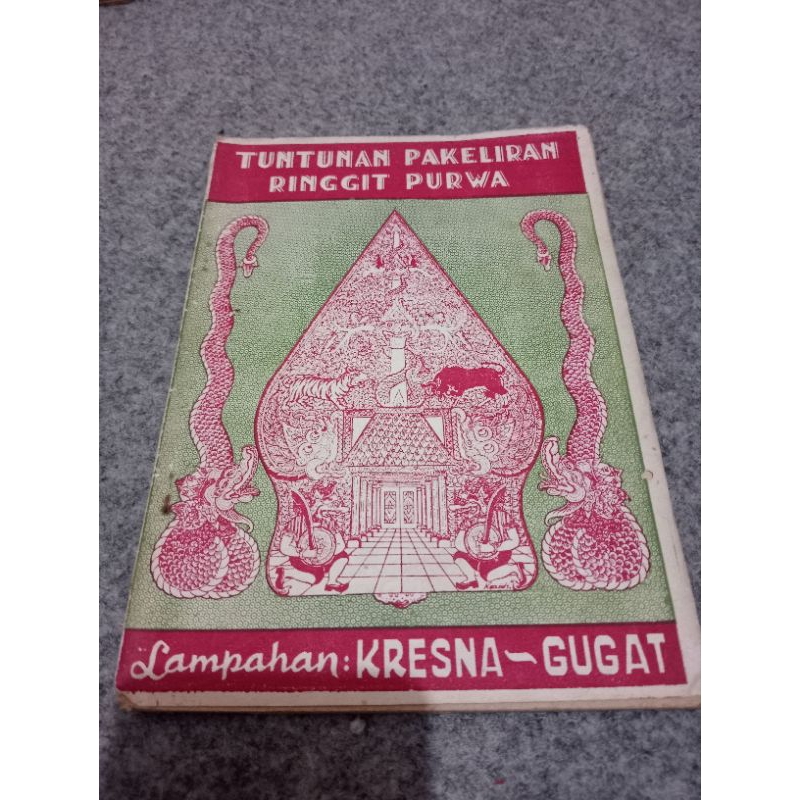 TUNTUNAN PAKELIRAN
RINGGIT PURWA
Lampahan: KRESNA-GUGAT